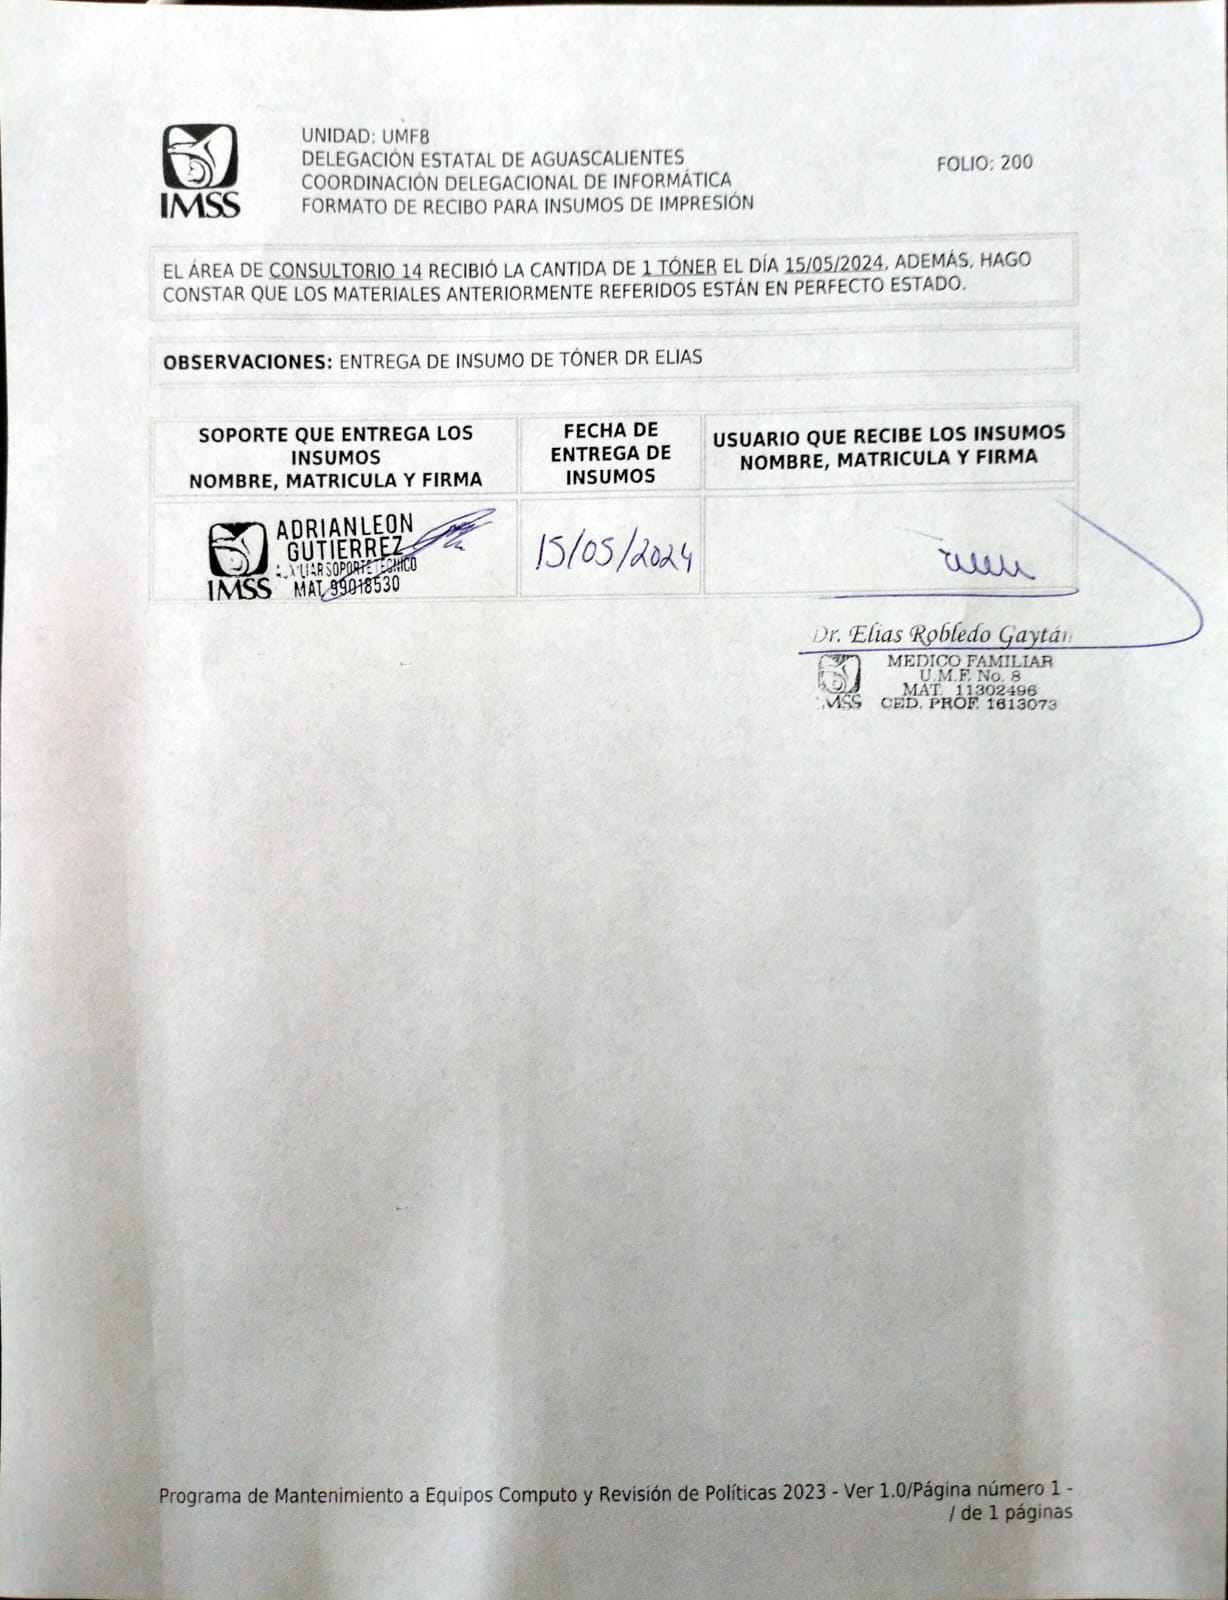 IMSS
UNIDAD: UMF8
DELEGACIÓN ESTATAL DE AGUASCALIENTES
COORDINACIÓN DELEGACIONAL DE INFORMÁTICA
FORMATO DE RECIBO PARA INSUMOS DE IMPRESIÓN
FOLIO: 200
EL ÁREA DE CONSULTORIO 14 RECIBIÓ LA CANTIDA DE 1 TÓNER EL DÍA 15/05/2024, ADEMÁS, HAGO
CONSTAR QUE LOS MATERIALES ANTERIORMENTE REFERIDOS ESTÁN EN PERFECTO ESTADO.
OBSERVACIONES: ENTREGA DE INSUMO DE TÓNER DR ELIAS
SOPORTE QUE ENTREGA LOS
INSUMOS
NOMBRE, MATRICULA Y FIRMA
FECHA DE
ENTREGA DE
INSUMOS
USUARIO QUE RECIBE LOS INSUMOS
NOMBRE, MATRICULA Y FIRMA
IMSS
ADRIAN LEON
GUTIERREZ
SOPORTE TECNICO
MAT. 99018530
15/05/2024
Dr. Elías Robledo Gaytán
IMSS
MEDICO FAMILIAR
U.M.F. No. 8
MAT. 11302496
CED. PROF. 1613073
Programa de Mantenimiento a Equipos Computo y Revisión de Políticas 2023 - Ver 1.0/Página número 1 -
/ de 1 páginas